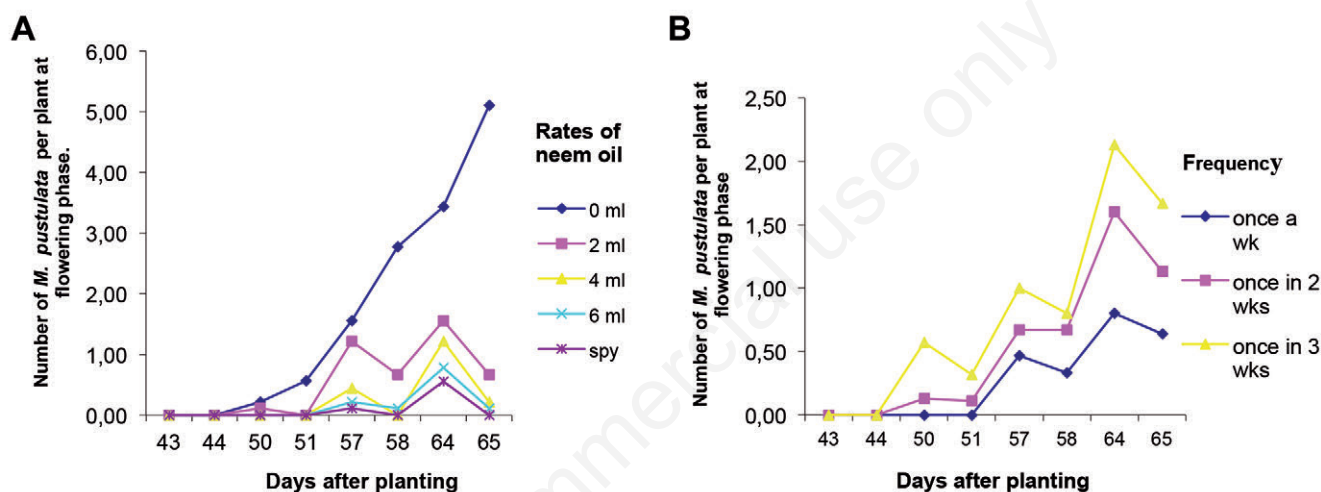 A
Number of M. pustulata per plant at
flowering phase.
6,00
5,00
4,00
3,00
2,00
1,00
0,00
43 44 50 51 57 58 64 65
Days after planting
Rates of
neem oil
0 ml
2 ml
4 ml
6 ml
spy
B
Number of M. pustulata per plant at
flowering phase
2,50
2,00
1,50
1,00
0,50
0,00
43 44 50 51 57 58 64 65
Days after planting
Frequency
once a
wk
once in 2
wks
once in 3
wks
mmercial use only